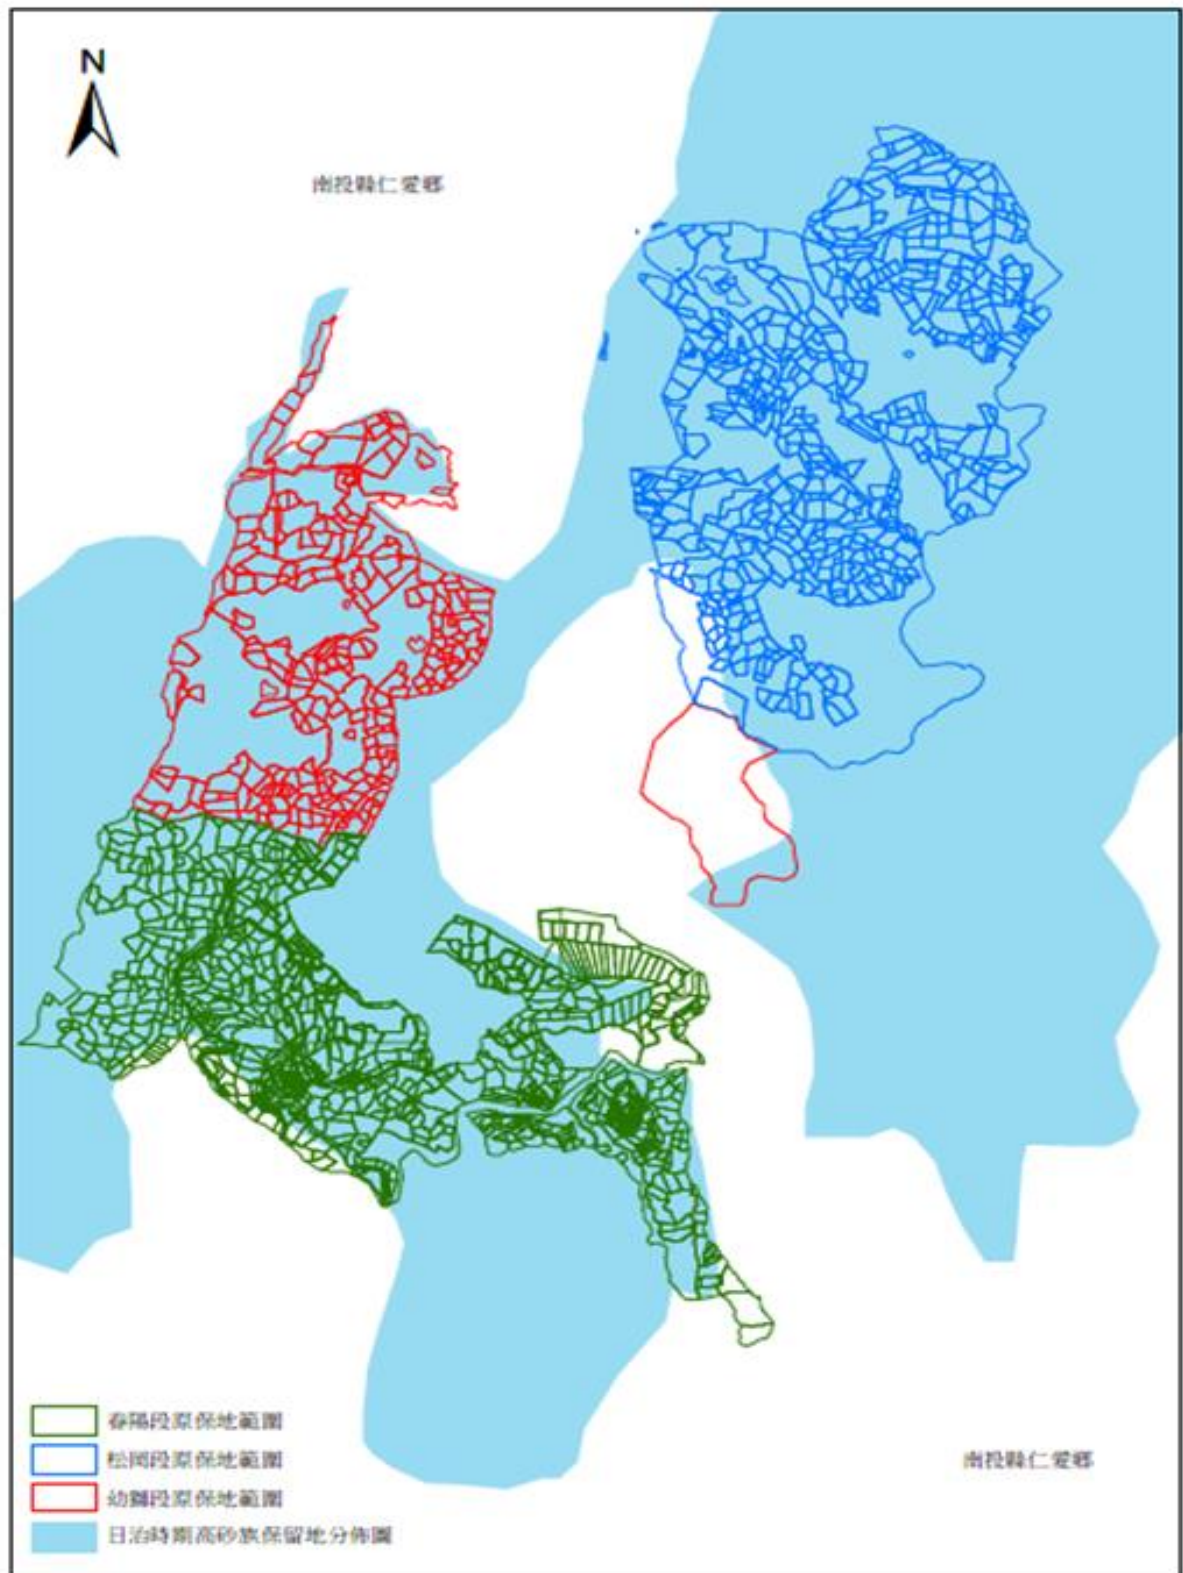 N
南投縣仁愛鄉
春陽段原保地範圍
松岡段原保地範圍
幼獅段原保地範圍
日治時期高砂族保留地分佈圖
南投縣仁愛鄉